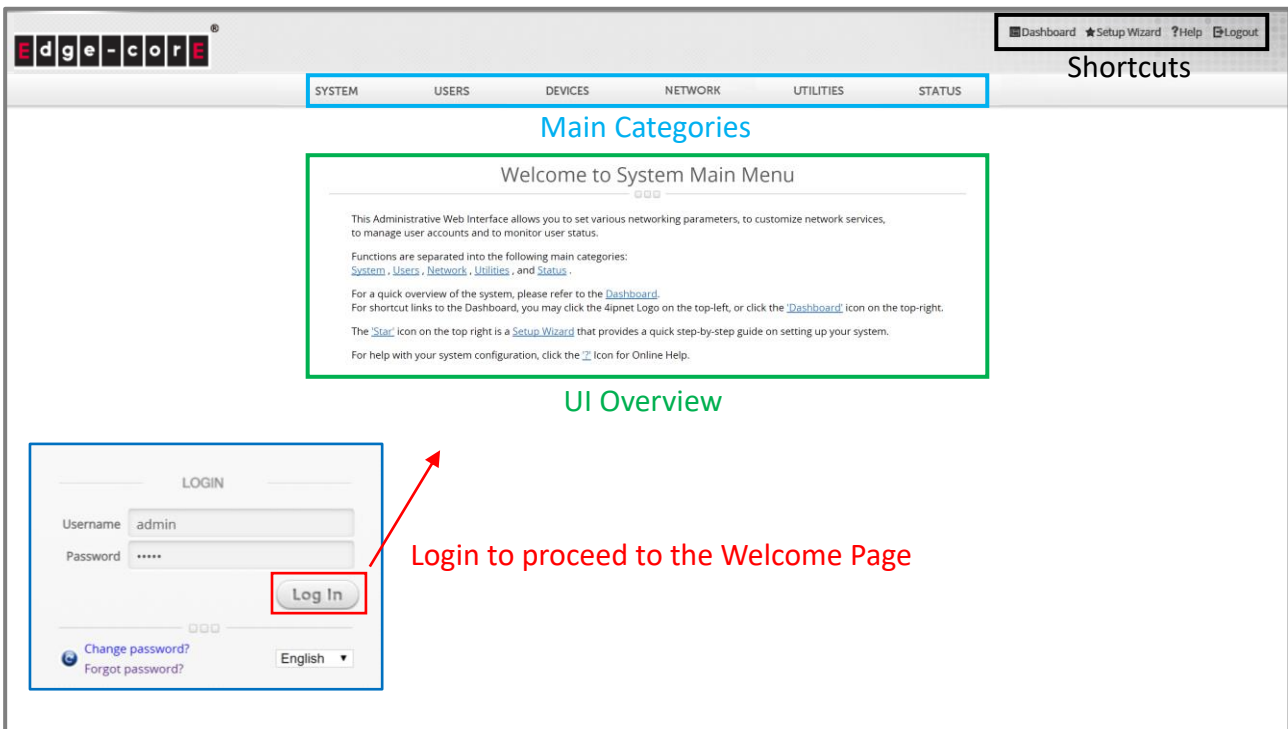 Edge-corE®
Dashboard Setup Wizard ?Help Logout
Shortcuts
SYSTEM USERS DEVICES NETWORK UTILITIES STATUS
Main Categories
Welcome to System Main Menu
This Administrative Web Interface allows you to set various networking parameters, to customize network services,
to manage user accounts and to monitor user status.
Functions are separated into the following main categories:
System , Users , Network , Utilities , and Status .
For a quick overview of the system, please refer to the Dashboard.
For shortcut links to the Dashboard, you may click the 4ipnet Logo on the top-left, or click the 'Dashboard' icon on the top-right.
The 'Star' icon on the top right is a Setup Wizard that provides a quick step-by-step guide on setting up your system.
For help with your system configuration, click the '?' Icon for Online Help.
UI Overview
LOGIN
Username admin
Password •••••
Log In
Change password?
Forgot password?
English
Login to proceed to the Welcome Page